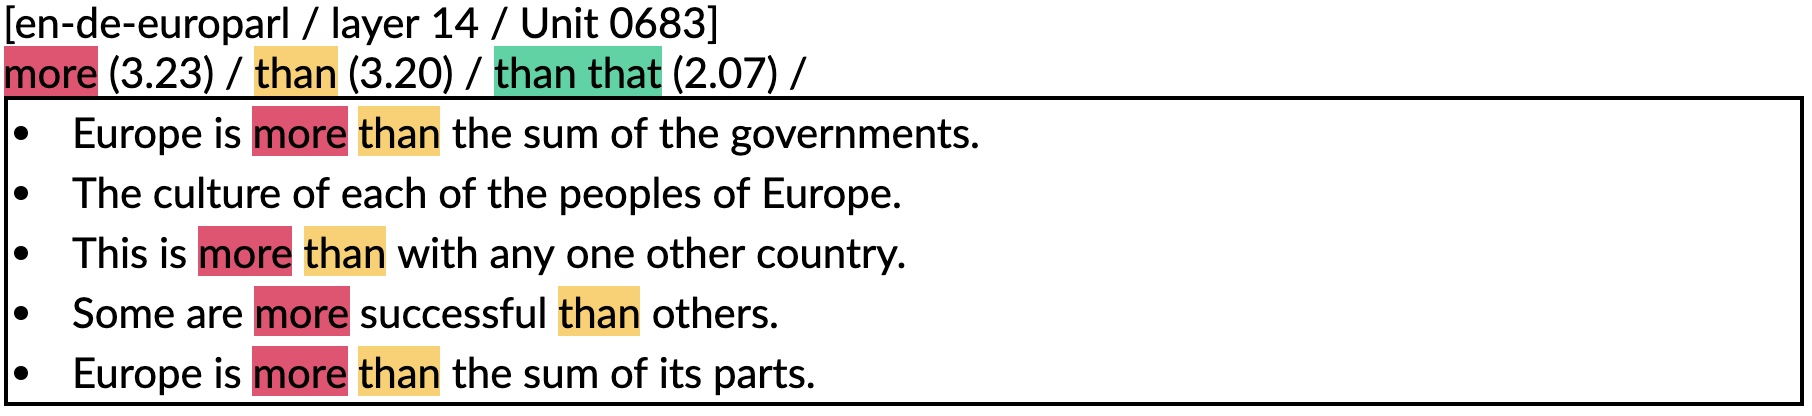 [en-de-europarl / layer 14 / Unit 0683]
more (3.23) / than (3.20) / than that (2.07) /
• Europe is more than the sum of the governments.
• The culture of each of the peoples of Europe.
• This is more than with any one other country.
• Some are more successful than others.
• Europe is more than the sum of its parts.